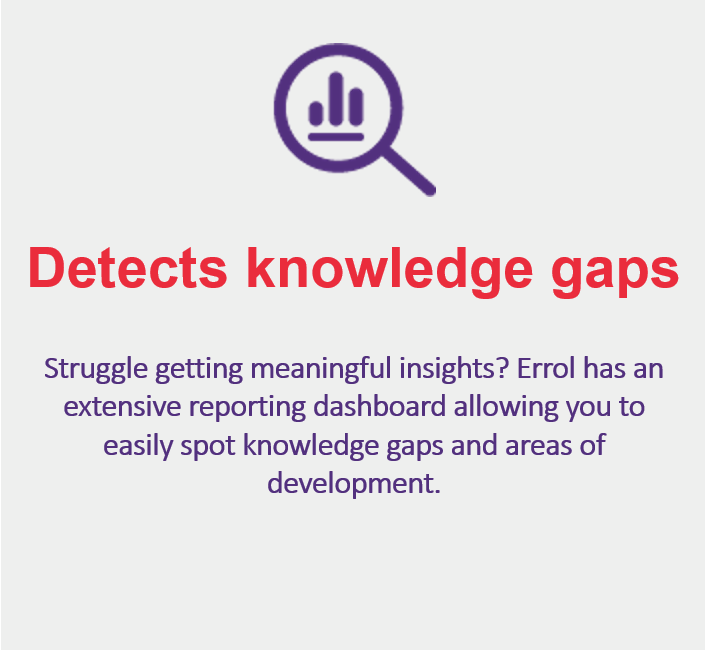 Detects knowledge gaps
Struggle getting meaningful insights? Errol has an
extensive reporting dashboard allowing you to
easily spot knowledge gaps and areas of
development.